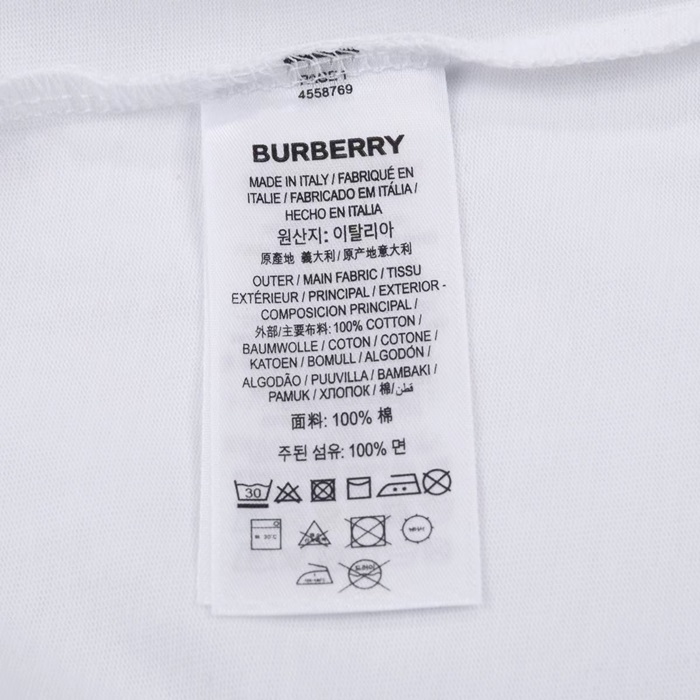 4558769
BURBERRY
MADE IN ITALY / FABRIQUÉ EN
ITALIE / FABRICADO EM ITÁLIA /
HECHO EN ITALIA
원산지: 이탈리아
原產地 義大利 / 原产地意大利
OUTER / MAIN FABRIC / TISSU
EXTÉRIEUR / PRINCIPAL / EXTERIOR -
COMPOSICION PRINCIPAL /
外部/主要布料: 100% COTTON /
BAUMWOLLE / COTON / COTONE /
KATOEN / BOMULL / ALGODÓN /
ALGODÃO / PUUVILLA / BAMBAKI /
PAMUK / ХЛОПОК / 棉/قطن
面料: 100% 棉
주된 섬유: 100% 면
30